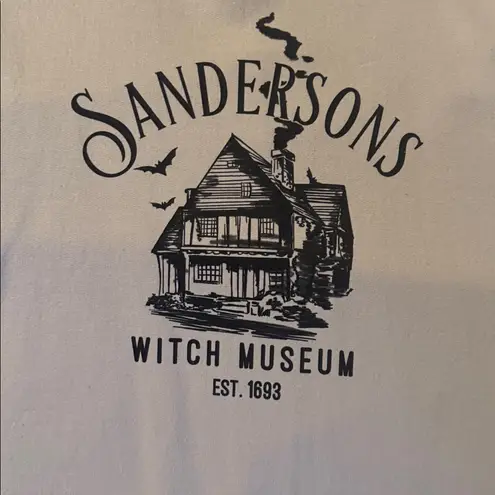 SANDERSONS
WITCH MUSEUM
EST. 1693